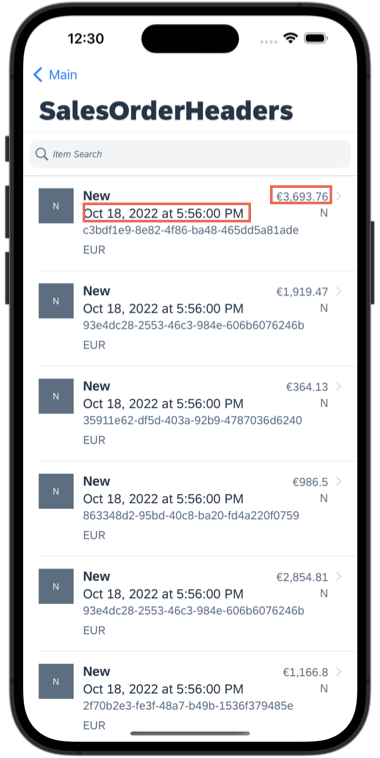 12:30
Main
SalesOrderHeaders
Item Search
N
New
€3,693.76
Oct 18, 2022 at 5:56:00 PM
N
c3bdf1e9-8e82-4f86-ba48-465dd5a81ade
EUR
N
New
€1,919.47
Oct 18, 2022 at 5:56:00 PM
N
93e4dc28-2553-46c3-984e-606b6076246b
EUR
N
New
€364.13
Oct 18, 2022 at 5:56:00 PM
N
35911e62-df5d-403a-92b9-4787036d6240
EUR
N
New
€986.5
Oct 18, 2022 at 5:56:00 PM
N
863348d2-95bd-40c8-ba20-fd4a220f0759
EUR
N
New
€2,854.81
Oct 18, 2022 at 5:56:00 PM
N
93e4dc28-2553-46c3-984e-606b6076246b
EUR
N
New
€1,166.8
Oct 18, 2022 at 5:56:00 PM
N
2f70b2e3-fe3f-48a7-b49b-1536f379485e
EUR